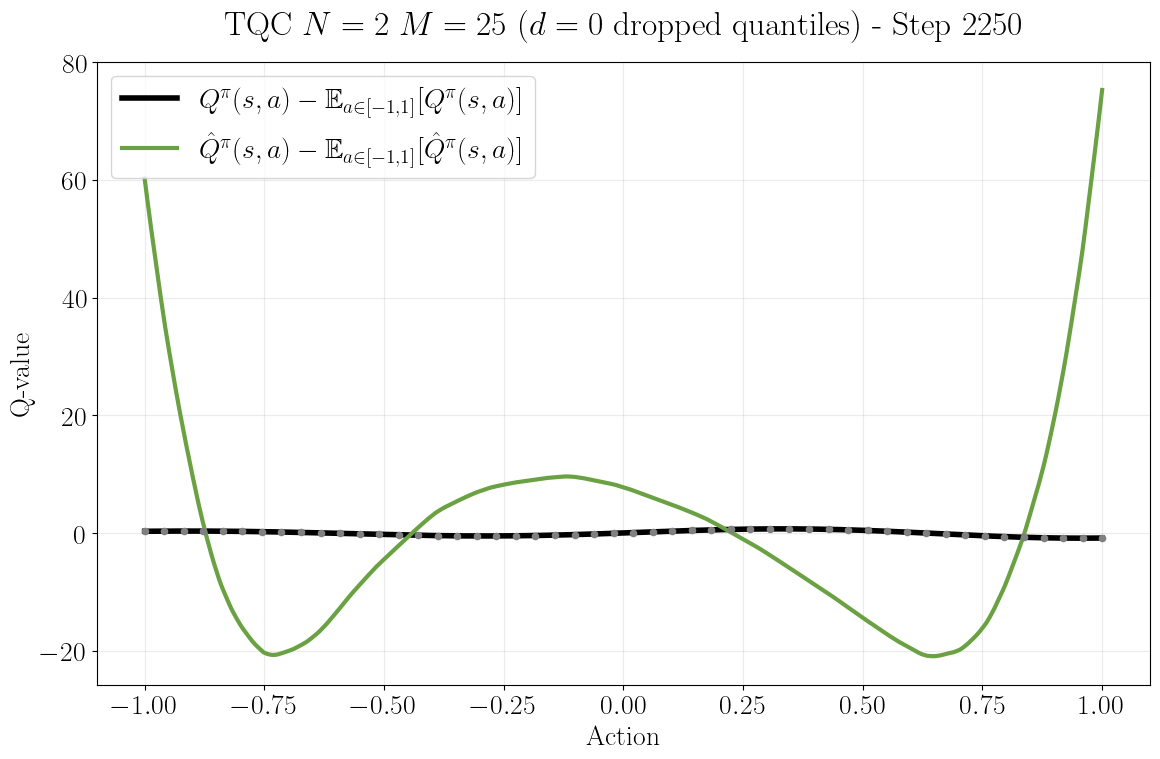 TQC N = 2 M = 25 (d = 0 dropped quantiles) - Step 2250
Q^π(s, a) − 𝔼_{a∈[−1,1]}[Q^π(s, a)]
Q̂^π(s, a) − 𝔼_{a∈[−1,1]}[Q̂^π(s, a)]
80
60
40
20
0
−20
Q-value
−1.00 −0.75 −0.50 −0.25 0.00 0.25 0.50 0.75 1.00
Action